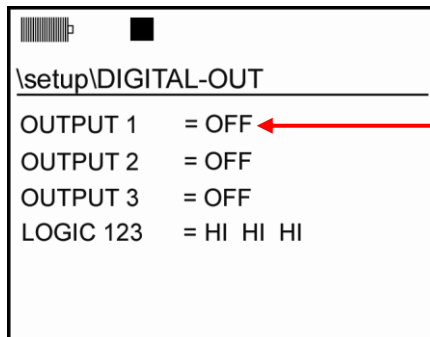 \setup\DIGITAL-OUT
OUTPUT 1 = OFF
OUTPUT 2 = OFF
OUTPUT 3 = OFF
LOGIC 123 = HI HI HI